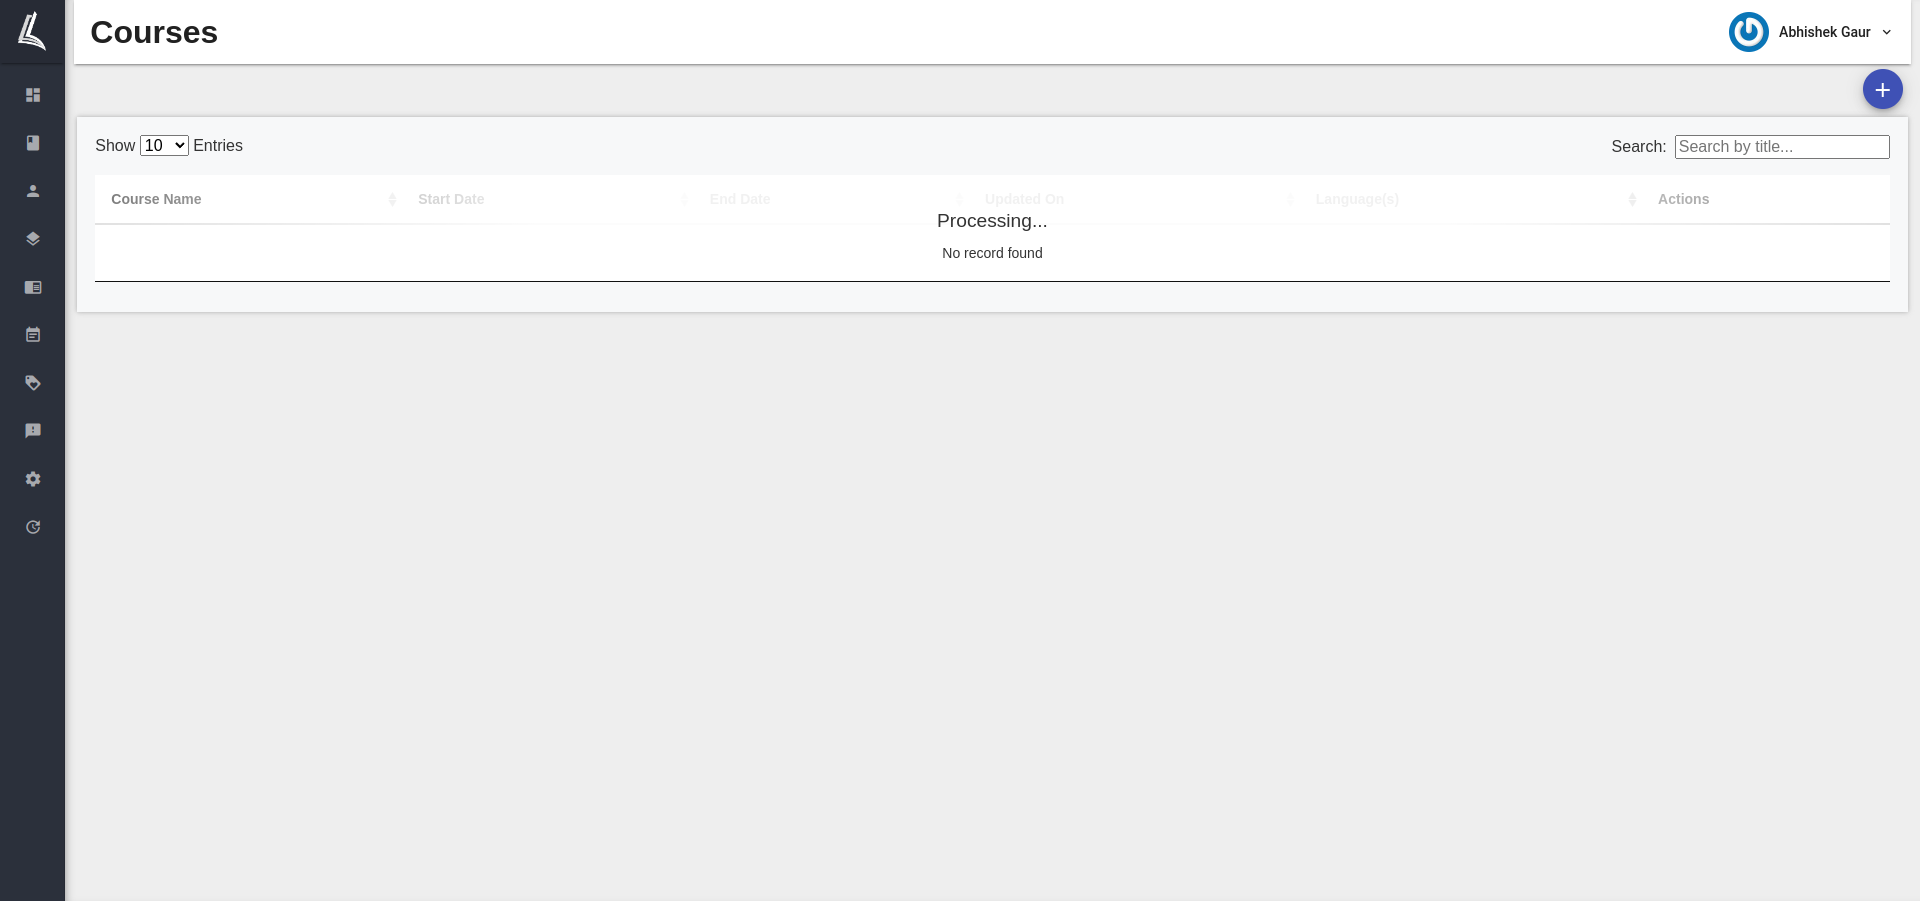 Courses
Abhishek Gaur
Show 10 Entries
Search: Search by title...
Course Name Start Date End Date Updated On Language(s) Actions
Processing...
No record found